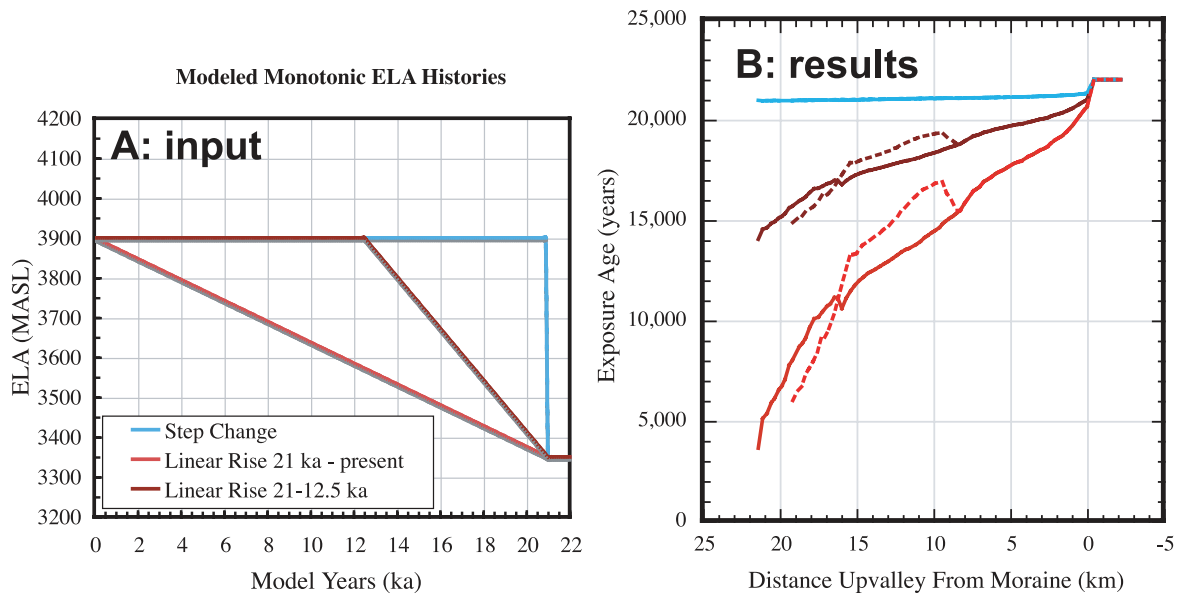 Modeled Monotonic ELA Histories
A: input
ELA (MASL)
4200
4100
4000
3900
3800
3700
3600
3500
3400
3300
3200
Step Change
Linear Rise 21 ka - present
Linear Rise 21-12.5 ka
0 2 4 6 8 10 12 14 16 18 20 22
Model Years (ka)
B: results
Exposure Age (years)
25,000
20,000
15,000
10,000
5,000
0
25 20 15 10 5 0 -5
Distance Upvalley From Moraine (km)